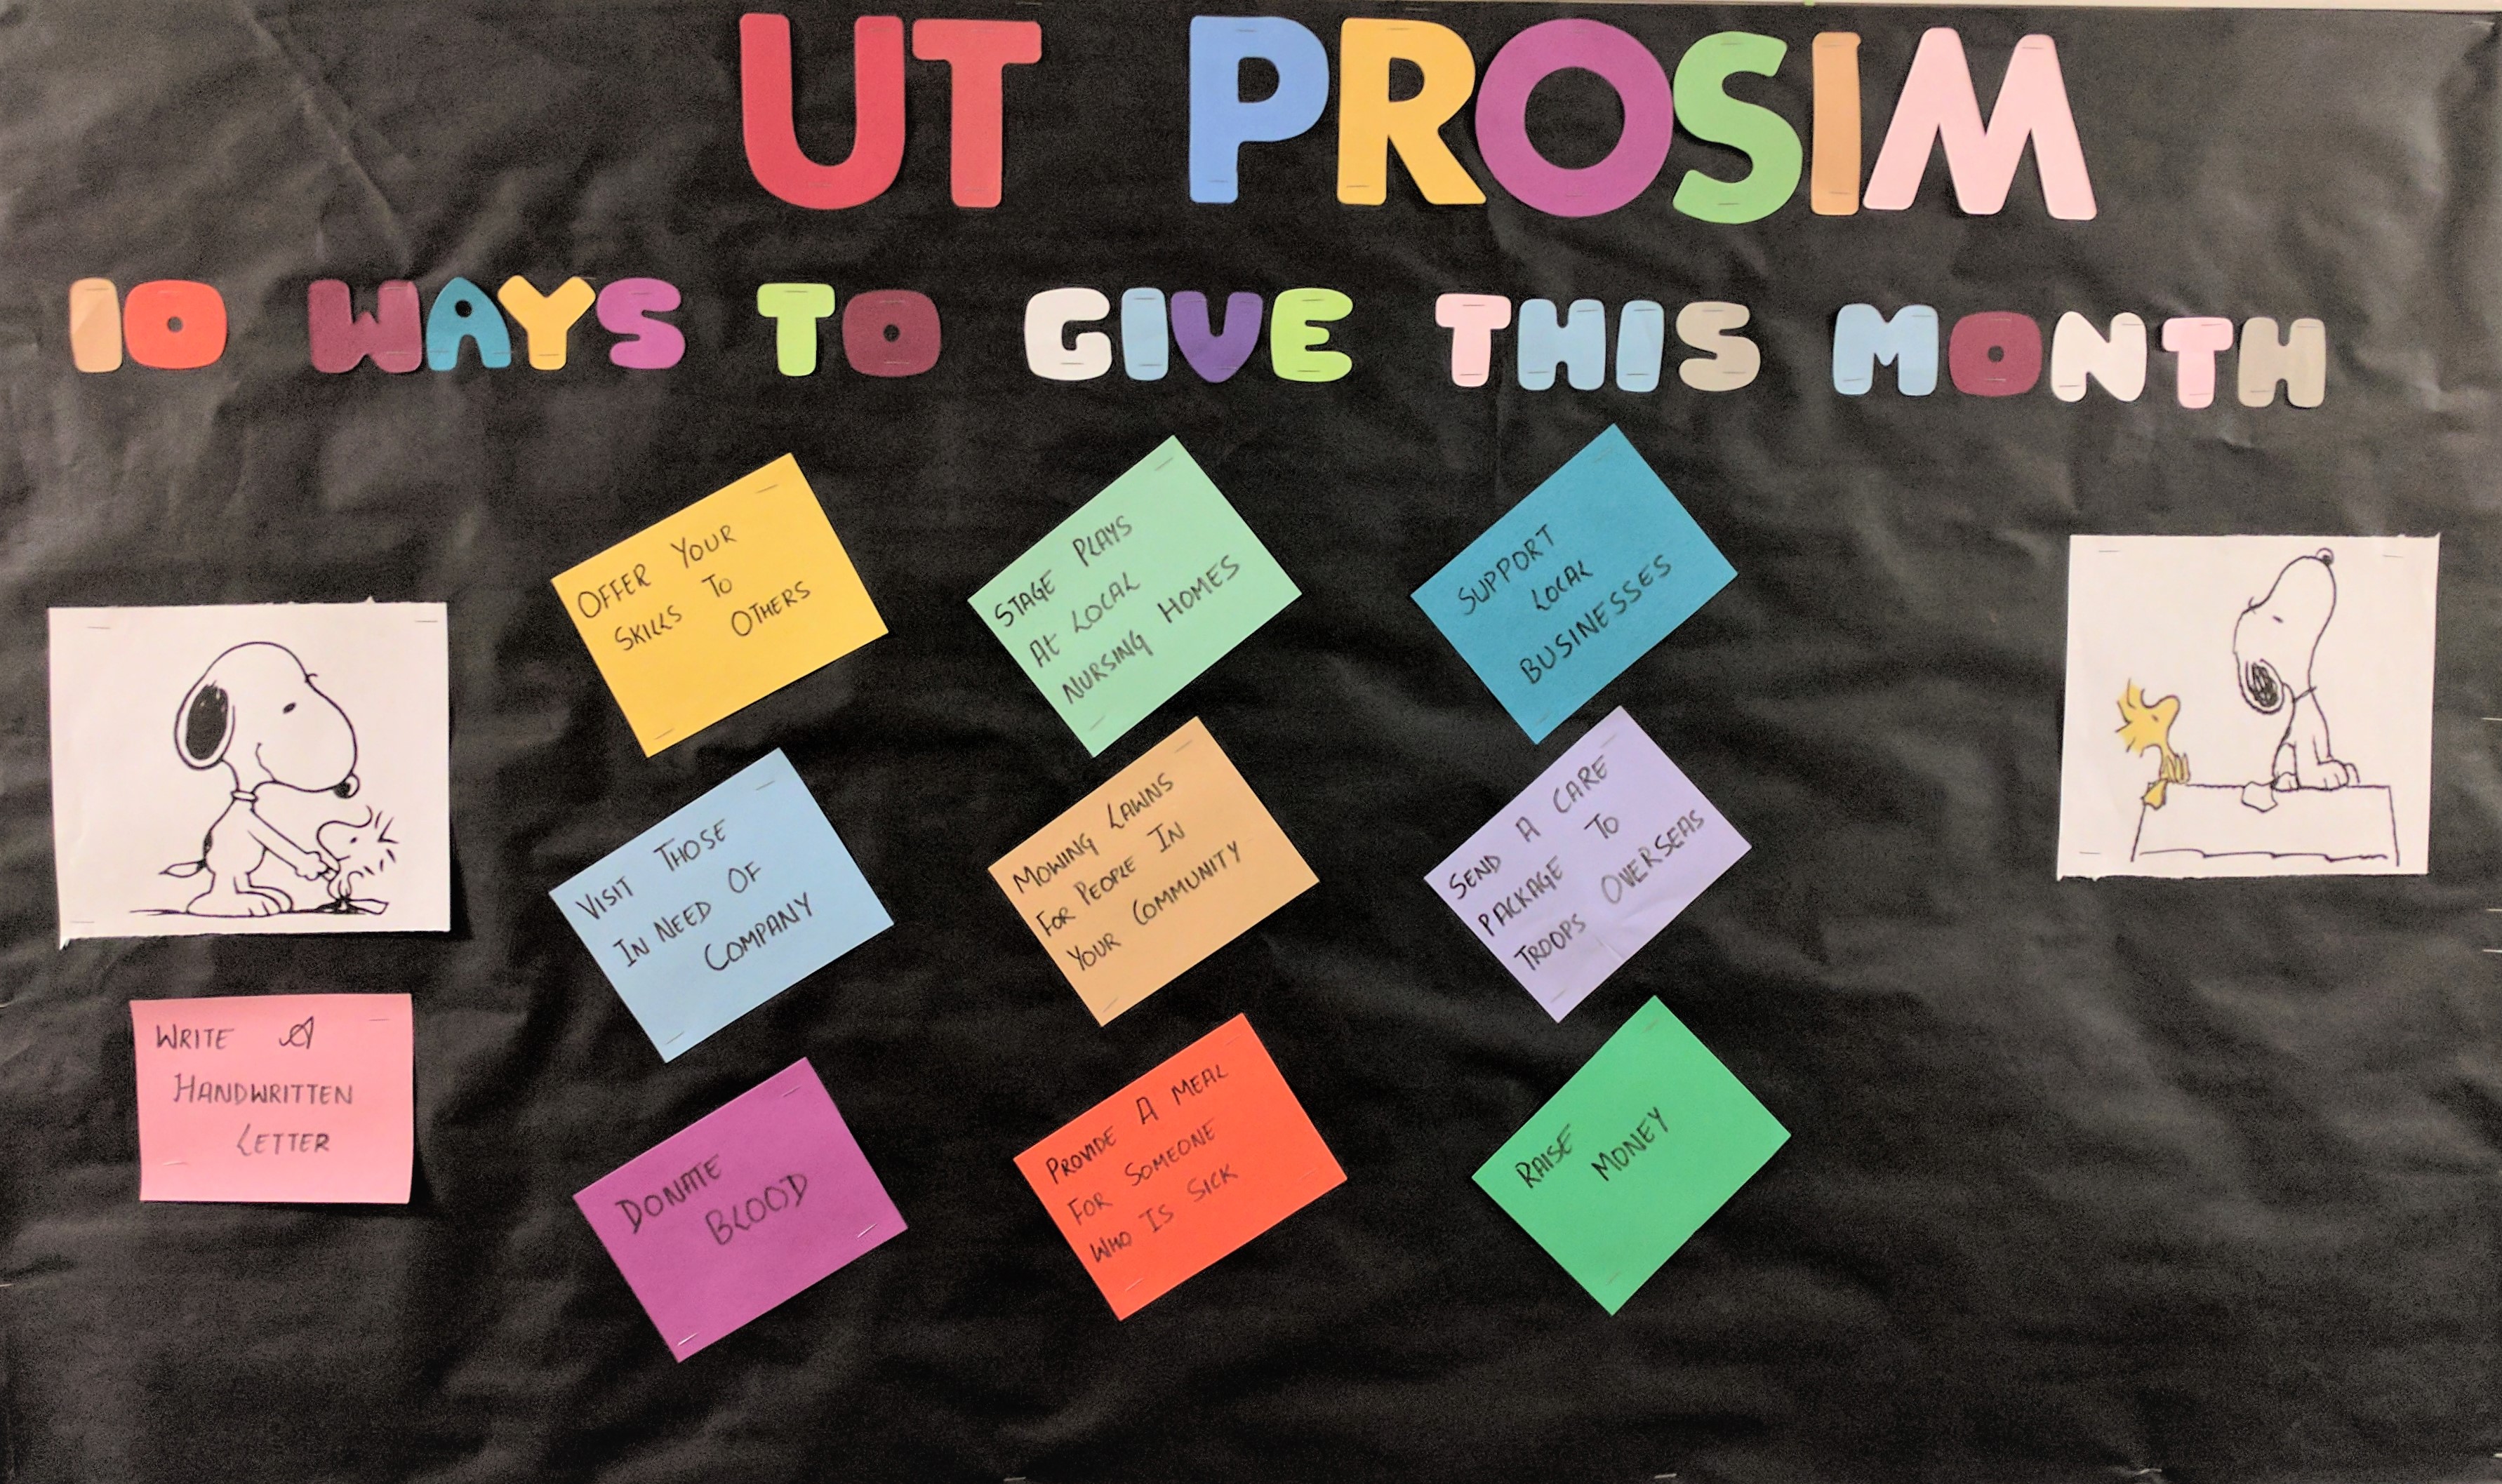 UT PROSIM
10 WAYS TO GIVE THIS MONTH
OFFER YOUR
SKILLS TO
OTHERS
STAGE PLAYS
At LOCAL
NURSING HOMES
SUPPORT
LOCAL
BUSINESSES
VISIT THOSE
IN NEED OF
COMPANY
MOWING LAWNS
FOR PEOPLE IN
YOUR COMMUNITY
SEND A CARE
PACKAGE TO
TROOPS OVERSEAS
WRITE A
HANDWRITTEN
LETTER
DONATE
BLOOD
PROVIDE A MEAL
FOR SOMEONE
WHO IS SICK
RAISE
MONEY